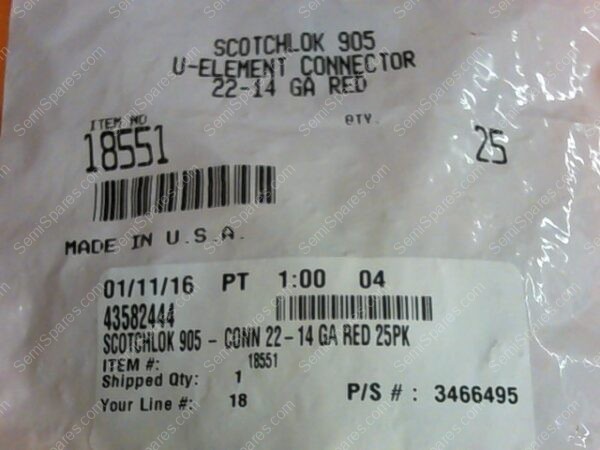 SCOTCHLOK 905
U-ELEMENT CONNECTOR
22-14 GA RED
ITEM NO QTY.
18551 25
MADE IN U.S.A.
01/11/16 PT 1:00 04
43582444
SCOTCHLOK 905 - CONN 22-14 GA RED 25PK
ITEM #: 18551
Shipped Qty: 1
Your Line #: 18 P/S # : 3466495
SemiSpares.com